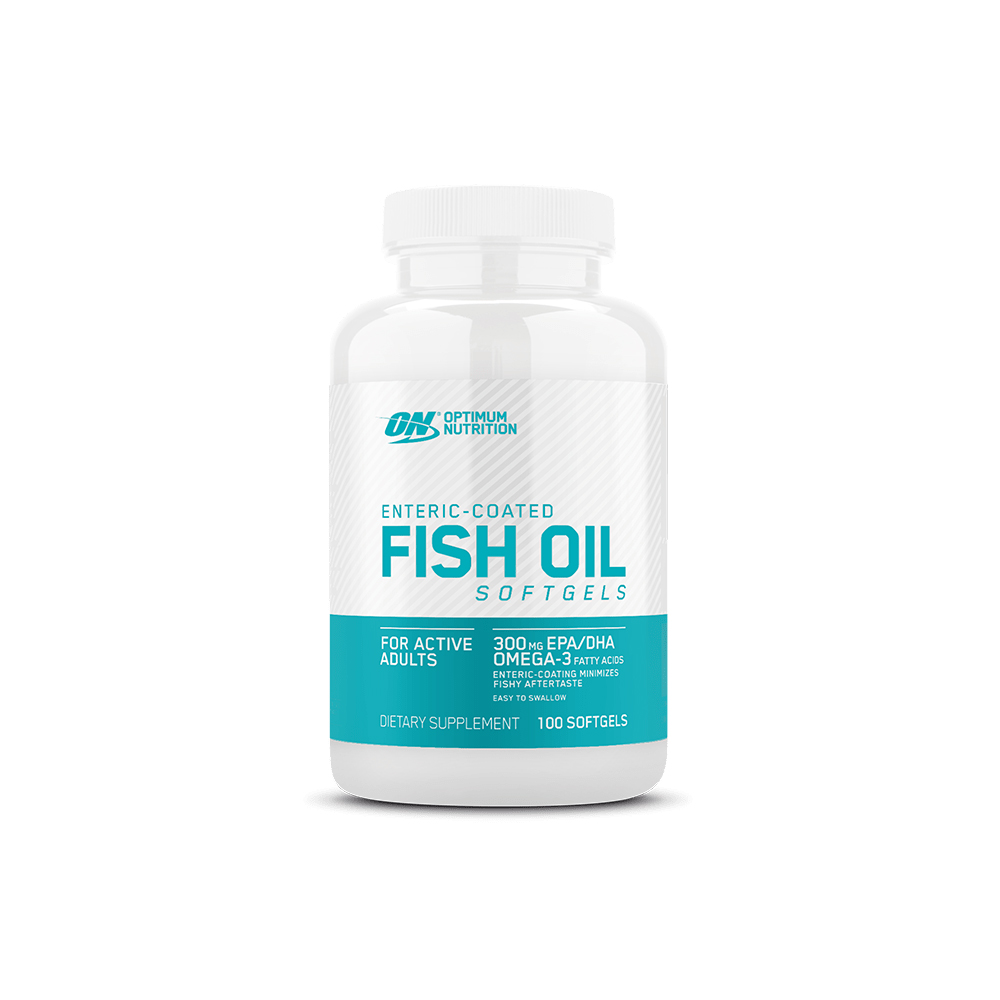 ON® OPTIMUM
NUTRITION
ENTERIC-COATED
FISH OIL
SOFTGELS
FOR ACTIVE
ADULTS
300 MG EPA/DHA
OMEGA-3 FATTY ACIDS
ENTERIC-COATING MINIMIZES
FISHY AFTERTASTE
EASY TO SWALLOW
DIETARY SUPPLEMENT
100 SOFTGELS